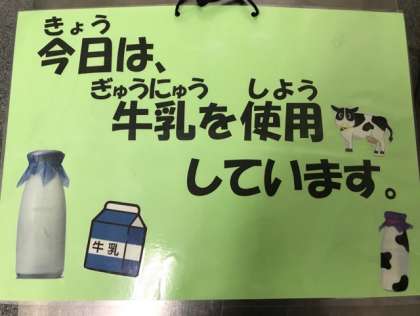 きょう
今日は、
ぎゅうにゅう しよう
牛乳を使用
しています。
牛乳